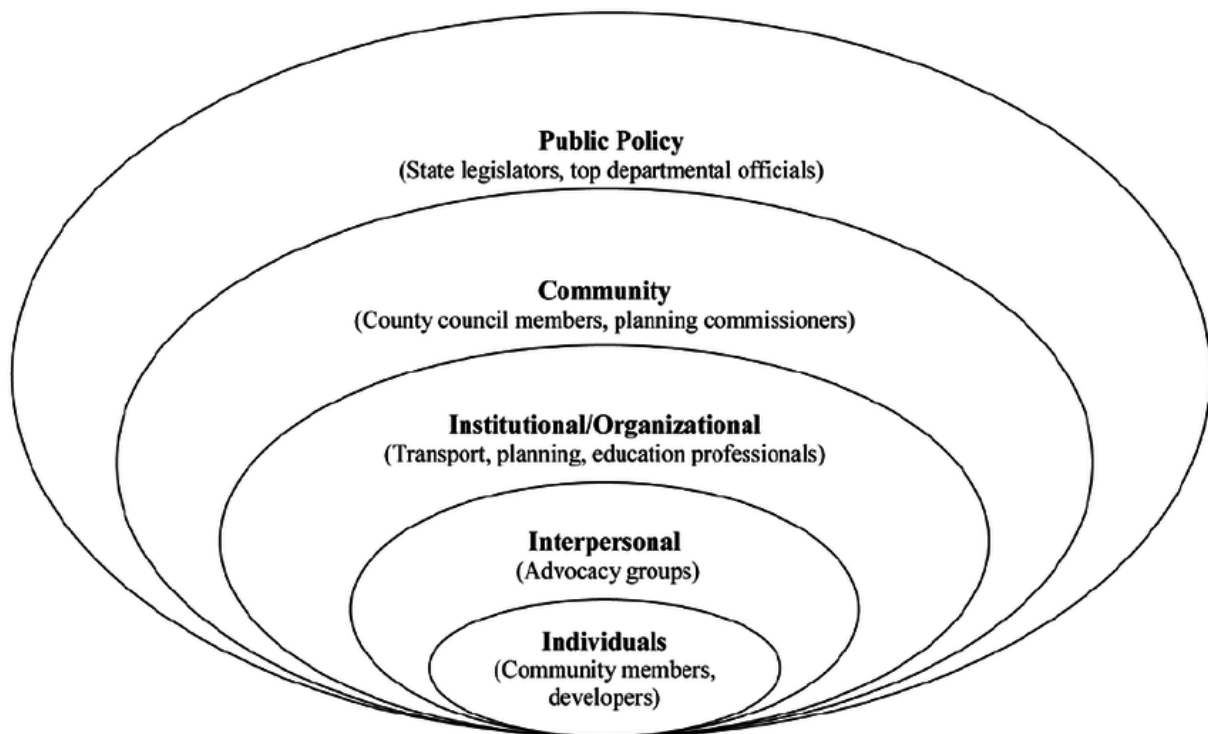 Public Policy
(State legislators, top departmental officials)
Community
(County council members, planning commissioners)
Institutional/Organizational
(Transport, planning, education professionals)
Interpersonal
(Advocacy groups)
Individuals
(Community members,
developers)